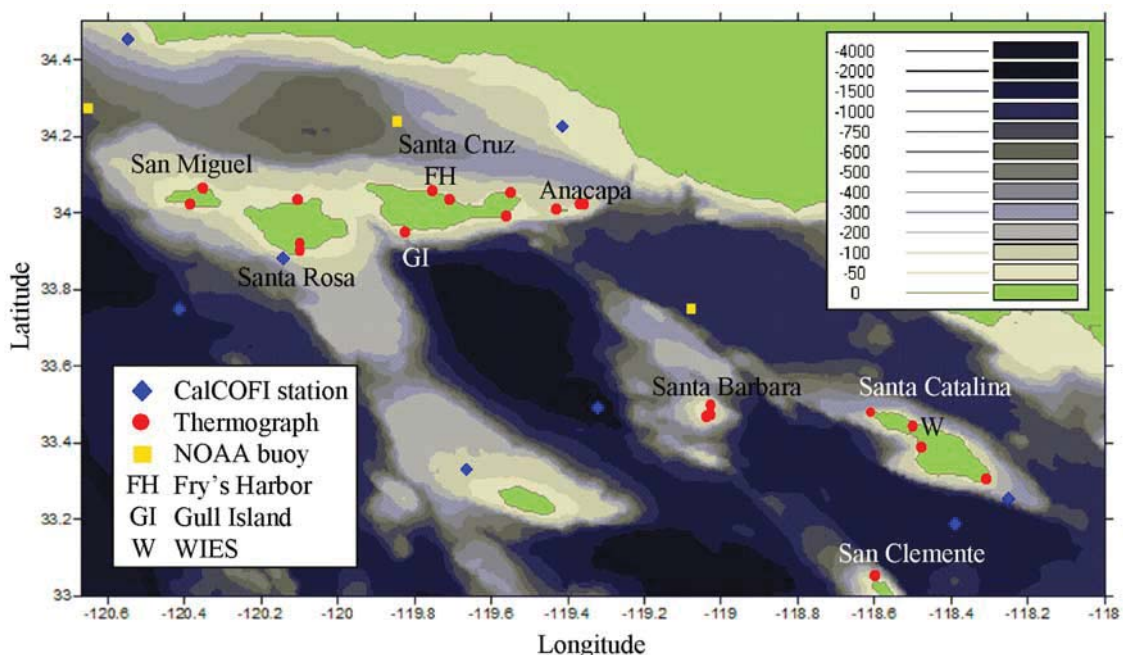 34.4
34.2
34
33.8
33.6
33.4
33.2
33
Latitude
San Miguel
Santa Cruz
FH
Anacapa
GI
Santa Rosa
Santa Barbara
Santa Catalina
W
San Clemente
-4000
-2000
-1500
-1000
-750
-600
-500
-400
-300
-200
-100
-50
0
CalCOFI station
Thermograph
NOAA buoy
FH Fry's Harbor
GI Gull Island
W WIES
-120.6 -120.4 -120.2 -120 -119.8 -119.6 -119.4 -119.2 -119 -118.8 -118.6 -118.4 -118.2 -118
Longitude